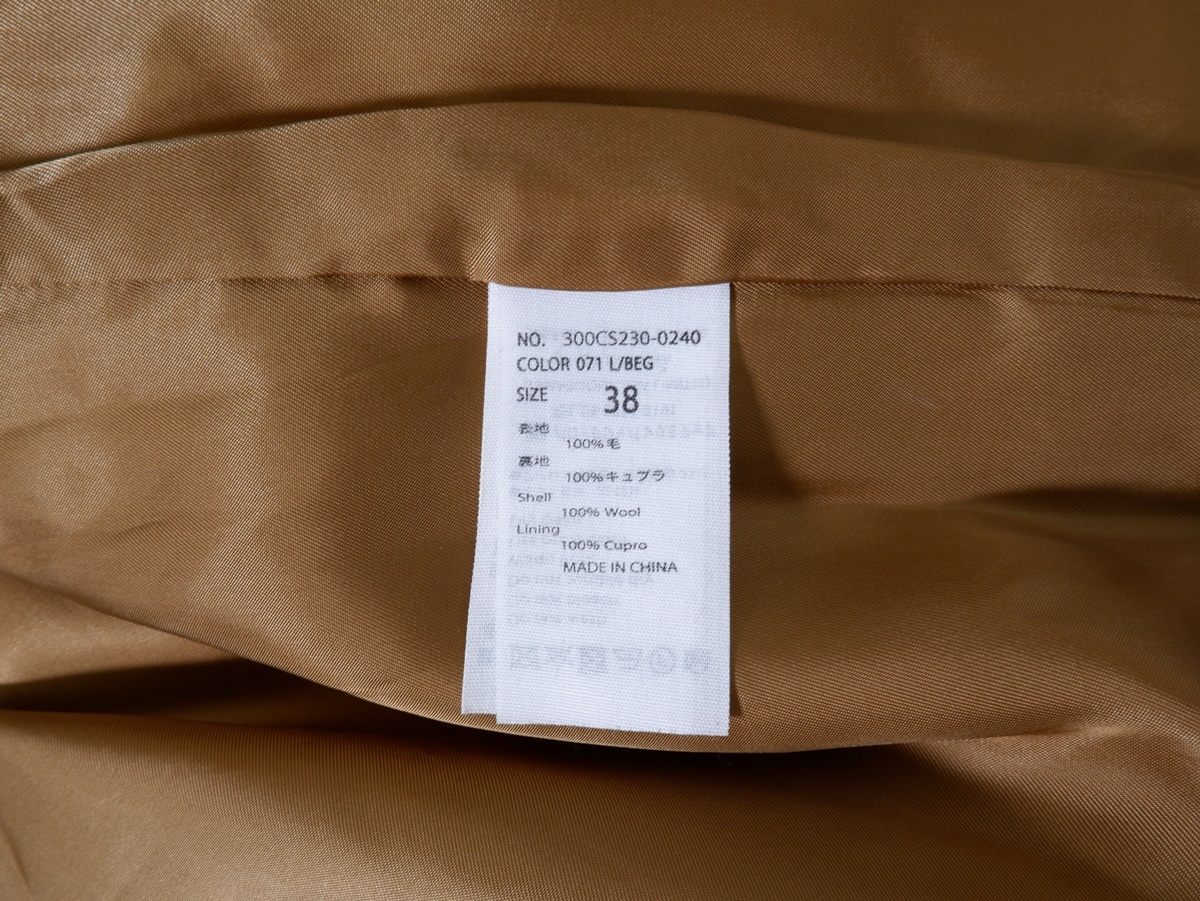 NO. 300CS230-0240
COLOR 071 L/BEG
SIZE 38
表地
100%毛
裏地
100%キュプラ
Shell
100% Wool
Lining
100% Cupro
MADE IN CHINA